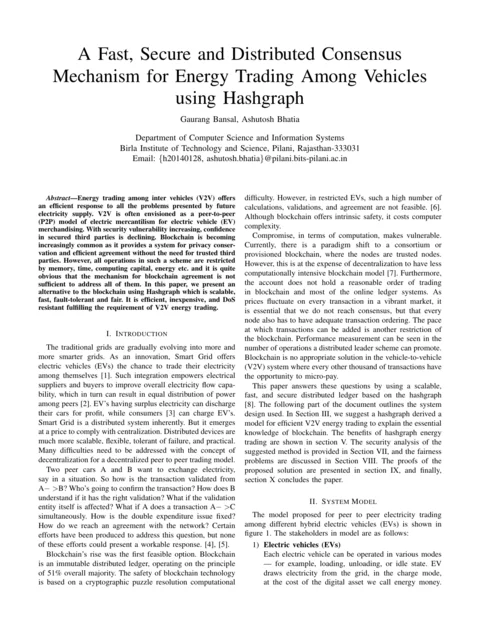 A Fast, Secure and Distributed Consensus
Mechanism for Energy Trading Among Vehicles
using Hashgraph
Gaurang Bansal, Ashutosh Bhatia
Department of Computer Science and Information Systems
Birla Institute of Technology and Science, Pilani, Rajasthan-333031
Email: {h20140128, ashutosh.bhatia}@pilani.bits-pilani.ac.in
Abstract—Energy trading among inter vehicles (V2V) offers
an efficient response to all the problems presented by future
electricity supply. V2V is often envisioned as a peer-to-peer
(P2P) model of electric mercantilism for electric vehicle (EV)
merchandising. With security vulnerability increasing, confidence
in secured third parties is declining. Blockchain is becoming
increasingly common as it provides a system for privacy conser-
vation and efficient agreement without the need for trusted third
parties. However, all operations in such a scheme are restricted
by memory, time, computing capital, energy etc. and it is quite
obvious that the mechanism for blockchain agreement is not
sufficient to address all of them. In this paper, we present an
alternative to the blockchain using Hashgraph which is scalable,
fast, fault-tolerant and fair. It is efficient, inexpensive, and DoS
resistant fulfilling the requirement of V2V energy trading.
I. INTRODUCTION
The traditional grids are gradually evolving into more and
more smarter grids. As an innovation, Smart Grid offers
electric vehicles (EVs) the chance to trade their electricity
among themselves [1]. Such integration empowers electrical
suppliers and buyers to improve overall electricity flow capa-
bility, which in turn can result in equal distribution of power
among peers [2]. EV's having surplus electricity can discharge
their cars for profit, while consumers [3] can charge EV's.
Smart Grid is a distributed system inherently. But it emerged
at a price to comply with centralization. Distributed devices are
much more scalable, flexible, tolerant of failure, and practical.
Many difficulties need to be addressed with the concept of
decentralization for a decentralized peer to peer trading model.
Two peer cars A and B want to exchange electricity,
say in a situation. So how is the transaction validated from
A− >B? Who's going to confirm the transaction? How does B
understand if it has the right validation? What if the validation
entity itself is affected? What if A does a transaction A− >C
simultaneously. How is the double expenditure issue fixed?
How do we reach an agreement with the network? Certain
efforts have been produced to address this question, but none
of these efforts could present a workable response. [4], [5].
Blockchain's rise was the first feasible option. Blockchain
is an immutable distributed ledger, operating on the principle
of 51% overall majority. The safety of blockchain technology
is based on a cryptographic puzzle resolution computational
difficulty. However, in restricted EVs, such a high number of
calculations, validations, and agreement are not feasible. [6].
Although blockchain offers intrinsic safety, it costs computer
complexity.
Compromise, in terms of computation, makes vulnerable.
Currently, there is a paradigm shift to a consortium or
provisioned blockchain, where the nodes are trusted nodes.
However, this is at the expense of decentralization to have less
computationally intensive blockchain model [7]. Furthermore,
the account does not hold a reasonable order of trading
in blockchain and most of the online ledger systems. As
prices fluctuate on every transaction in a vibrant market, it
is essential that we do not reach consensus, but that every
node also has to have adequate transaction ordering. The pace
at which transactions can be added is another restriction of
the blockchain. Performance measurement can be seen in the
number of operations a distributed leader scheme can promote.
Blockchain is no appropriate solution in the vehicle-to-vehicle
(V2V) system where every other thousand of transactions have
the opportunity to micro-pay.
This paper answers these questions by using a scalable,
fast, and secure distributed ledger based on the hashgraph
[8]. The following part of the document outlines the system
design used. In Section III, we suggest a hashgraph derived a
model for efficient V2V energy trading to explain the essential
knowledge of blockchain. The benefits of hashgraph energy
trading are shown in section V. The security analysis of the
suggested method is provided in Section VII, and the fairness
problems are discussed in Section VIII. The proofs of the
proposed solution are presented in section IX, and finally,
section X concludes the paper.
II. SYSTEM MODEL
The model proposed for peer to peer electricity trading
among different hybrid electric vehicles (EVs) is shown in
figure 1. The stakeholders in model are as follows:
1) Electric vehicles (EVs)
Each electric vehicle can be operated in various modes
— for example, loading, unloading, or idle state. EV
draws electricity from the grid, in the charge mode,
at the cost of the digital asset we call energy money.